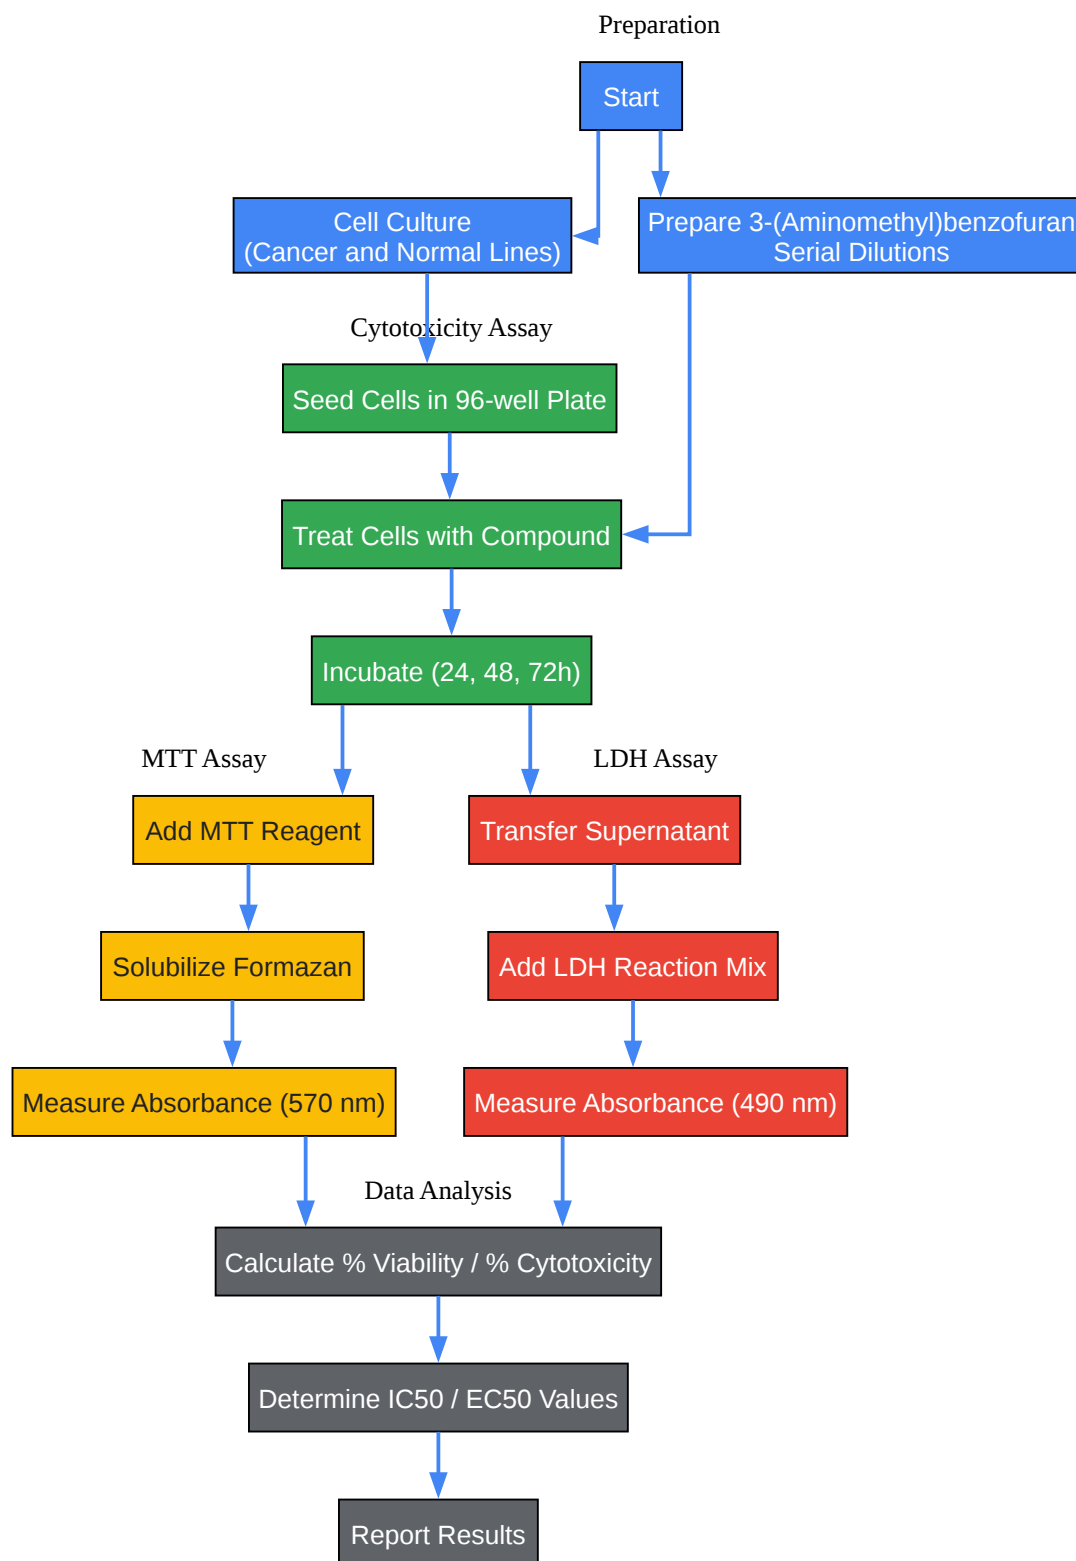 Preparation
Start
Cell Culture
(Cancer and Normal Lines)
Prepare 3-(Aminomethyl)benzofuran
Serial Dilutions
Cytotoxicity Assay
Seed Cells in 96-well Plate
Treat Cells with Compound
Incubate (24, 48, 72h)
MTT Assay
LDH Assay
Add MTT Reagent
Transfer Supernatant
Solubilize Formazan
Add LDH Reaction Mix
Measure Absorbance (570 nm)
Measure Absorbance (490 nm)
Data Analysis
Calculate % Viability / % Cytotoxicity
Determine IC50 / EC50 Values
Report Results